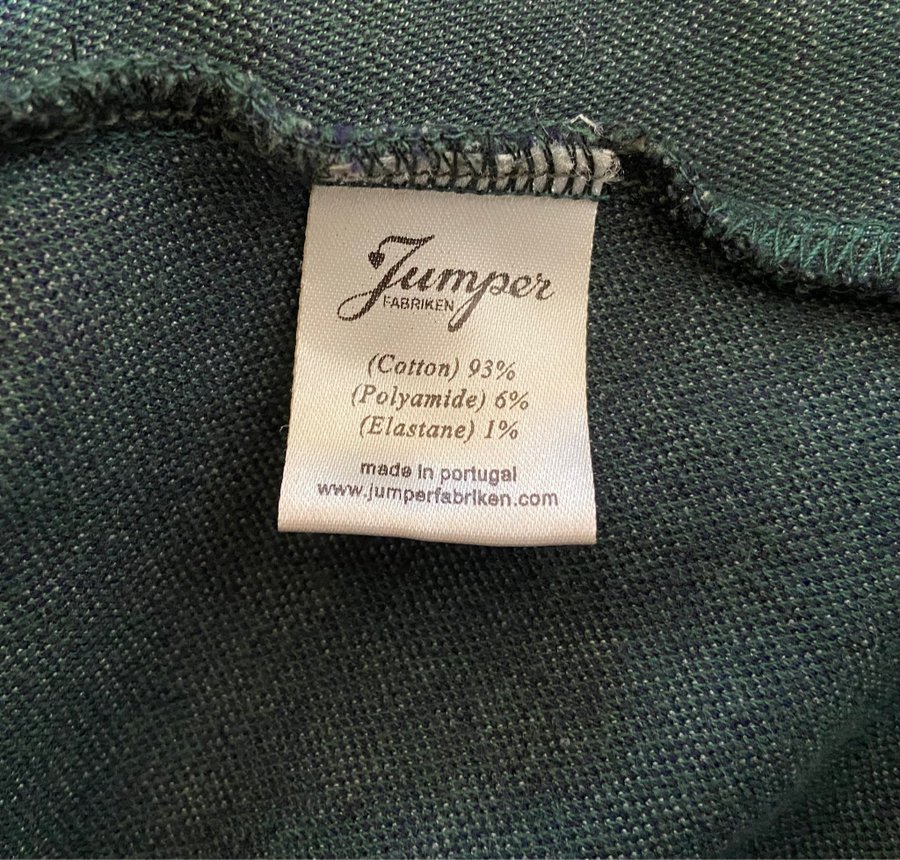 Jumper
FABRIKEN
(Cotton) 93%
(Polyamide) 6%
(Elastane) 1%
made in portugal
www.jumperfabriken.com